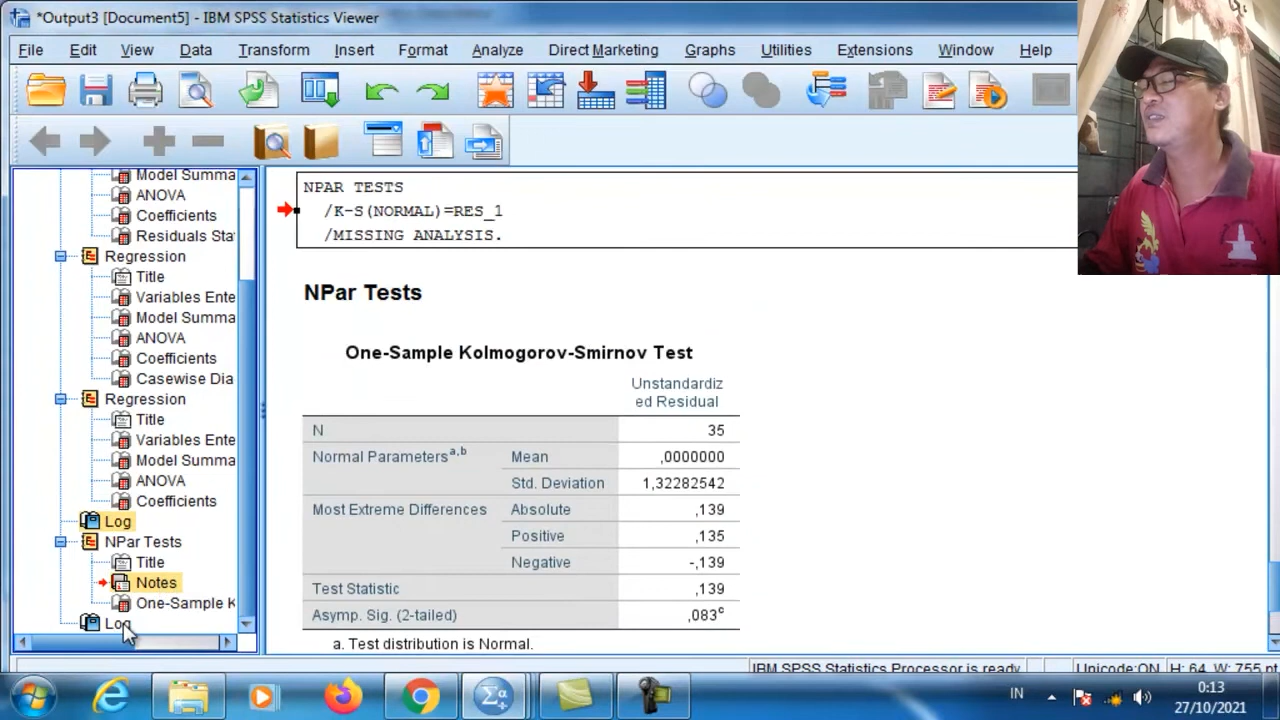 *Output3 [Document5] - IBM SPSS Statistics Viewer
File Edit View Data Transform Insert Format Analyze Direct Marketing Graphs Utilities Extensions Window Help
Model Summa
ANOVA
Coefficients
Residuals Sta
Regression
Title
Variables Ente
Model Summa
ANOVA
Coefficients
Casewise Dia
Regression
Title
Variables Ente
Model Summa
ANOVA
Coefficients
Log
NPar Tests
Title
Notes
One-Sample K
Log
NPAR TESTS
/K-S(NORMAL)=RES_1
/MISSING ANALYSIS.
NPar Tests
One-Sample Kolmogorov-Smirnov Test
Unstandardiz
ed Residual
N 35
Normal Parametersa,b Mean ,0000000
Std. Deviation 1,32282542
Most Extreme Differences Absolute ,139
Positive ,135
Negative -,139
Test Statistic ,139
Asymp. Sig. (2-tailed) ,083c
a. Test distribution is Normal.
IBM SPSS Statistics Processor is ready Unicode:ON H: 64, W: 755 pt
IN 0:13
27/10/2021